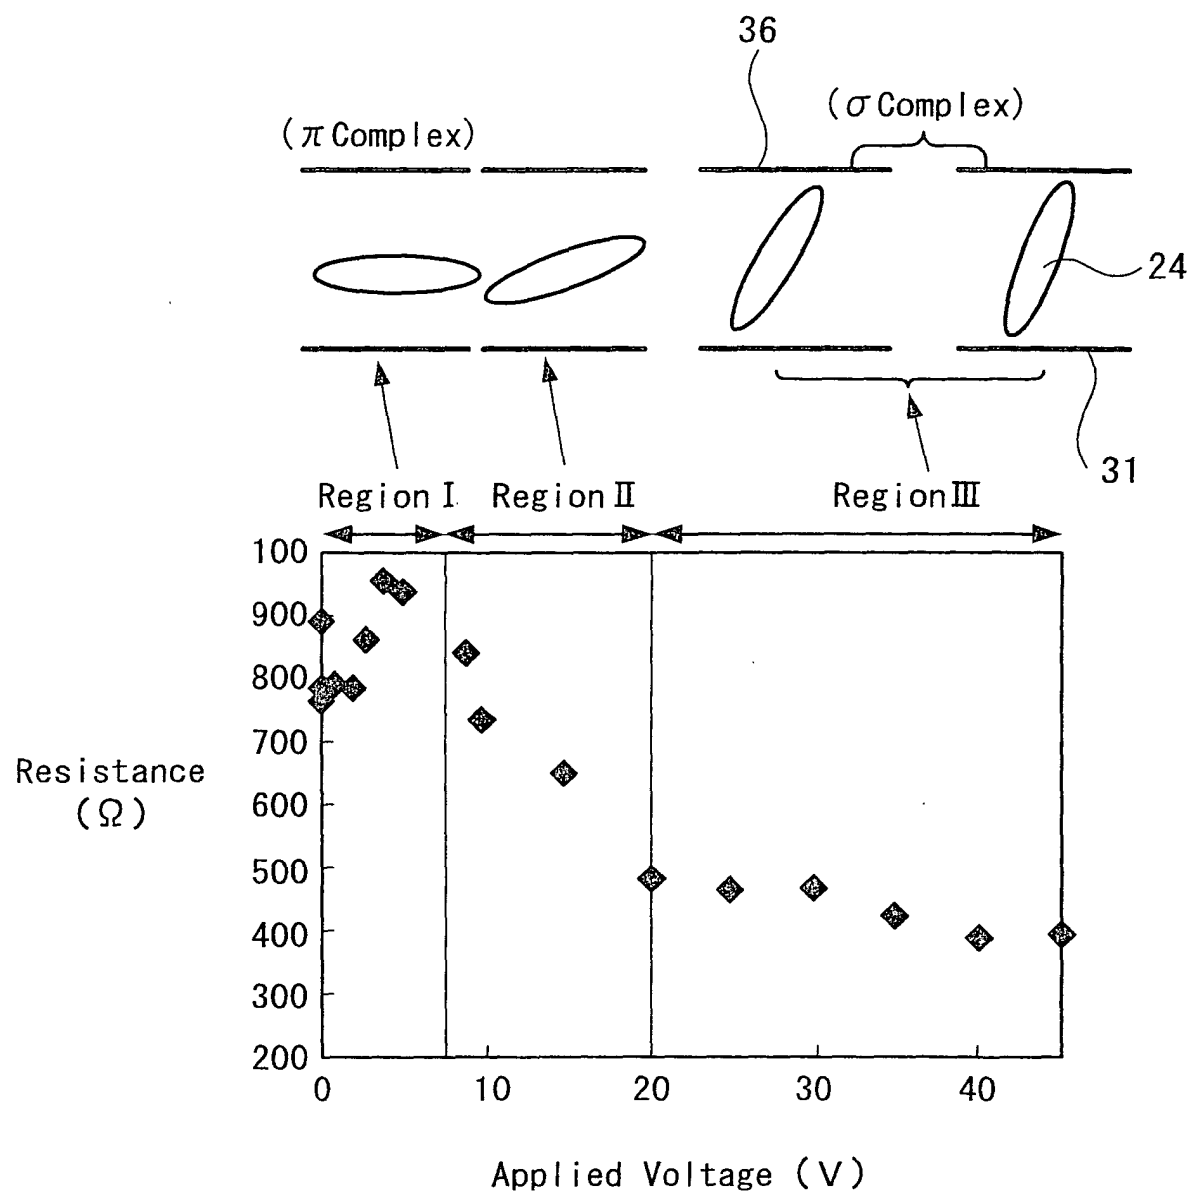 36
(π Complex)
(σ Complex)
24
31
Region Ⅰ
Region Ⅱ
Region Ⅲ
100
900
800
700
600
500
400
300
200
Resistance
(Ω)
0
10
20
30
40
Applied Voltage (V)